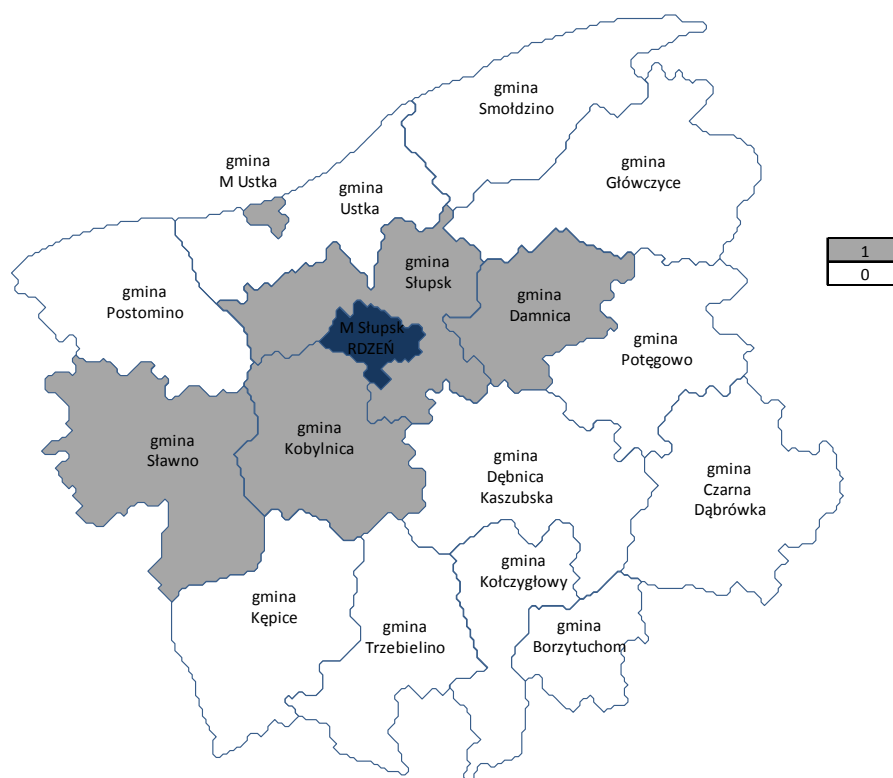 gmina
Smołdzino
gmina
Główczyce
gmina
M Ustka
gmina
Ustka
gmina
Słupsk
1
0
gmina
Postomino
gmina
Damnica
M Słupsk
RDZEŃ
gmina
Potęgowo
gmina
Sławno
gmina
Kobylnica
gmina
Dębnica
Kaszubska
gmina
Czarna
Dąbrówka
gmina
Kołczygłowy
gmina
Kępice
gmina
Trzebielino
gmina
Borzytuchom